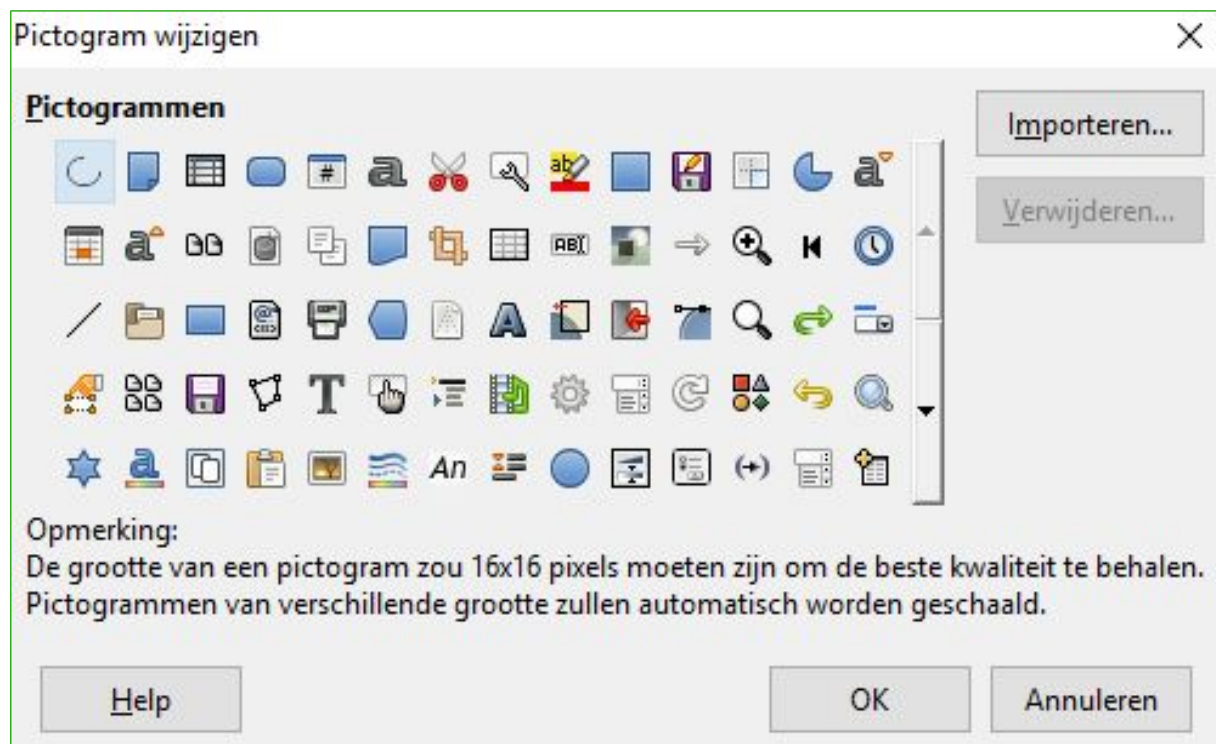 Pictogram wijzigen
Pictogrammen
Importeren...
Verwijderen...
Opmerking:
De grootte van een pictogram zou 16x16 pixels moeten zijn om de beste kwaliteit te behalen.
Pictogrammen van verschillende grootte zullen automatisch worden geschaald.
Help
OK
Annuleren